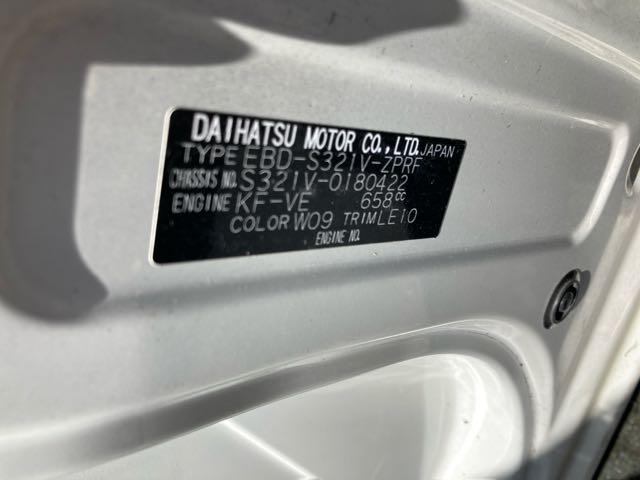 DAIHATSU MOTOR CO., LTD. JAPAN
TYPE EBD-S321V-ZPRF
CHASSIS NO. S321V-0180422
ENGINE KF-VE 658cc
COLOR W09 TRIM LE10
ENGINE NO.